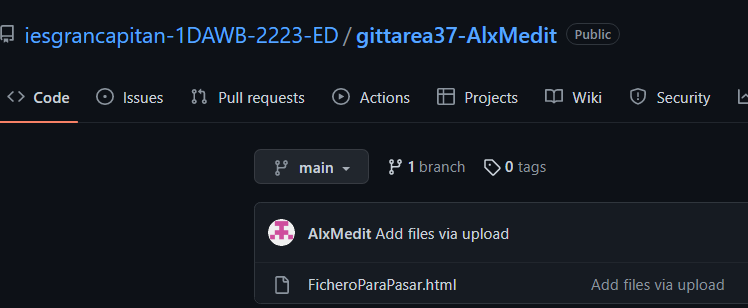 iesgrancapitan-1DAWB-2223-ED / gittarea37-AlxMedit Public
Code Issues Pull requests Actions Projects Wiki Security
main 1 branch 0 tags
AlxMedit Add files via upload
FicheroParaPasar.html Add files via upload